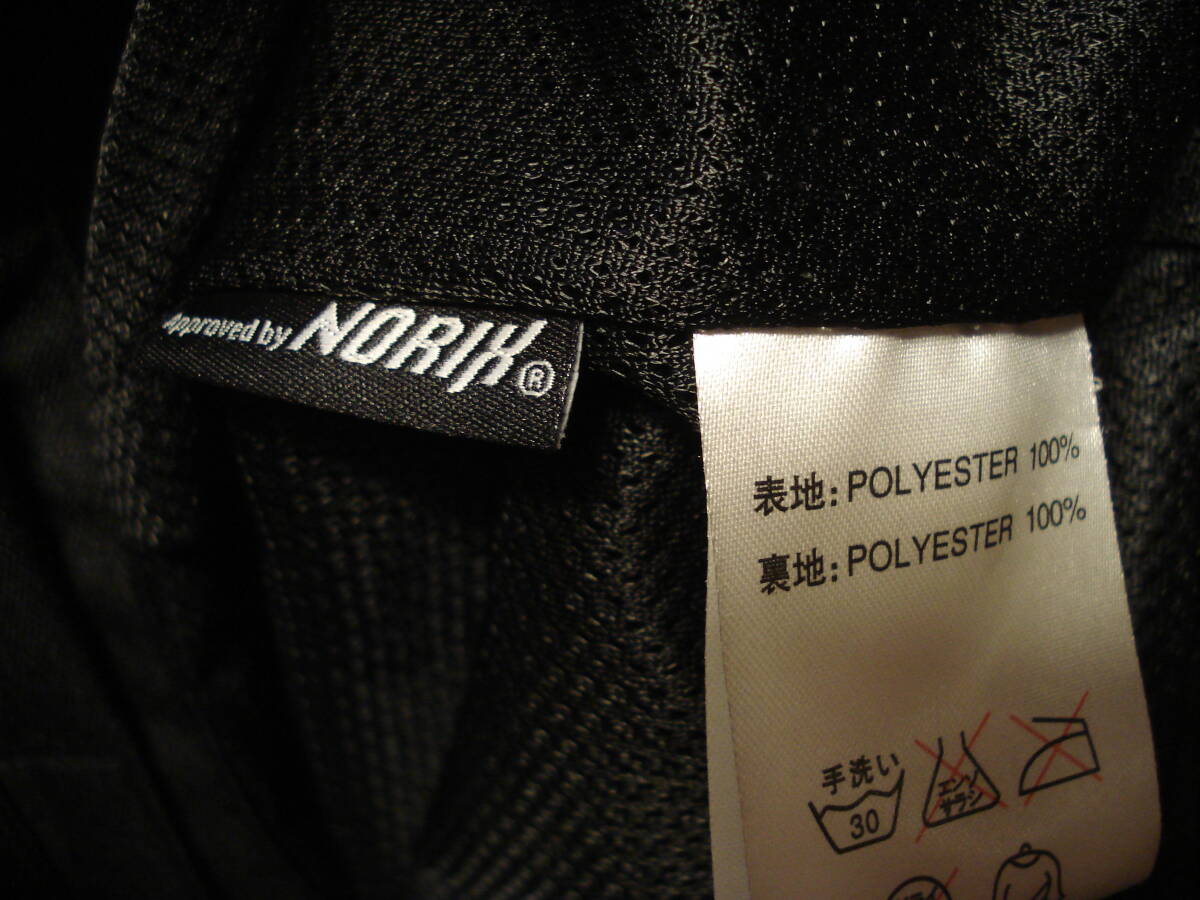 Approved by NORIX®
表地: POLYESTER 100%
裏地: POLYESTER 100%
手洗い
30
エンソ
サラシ